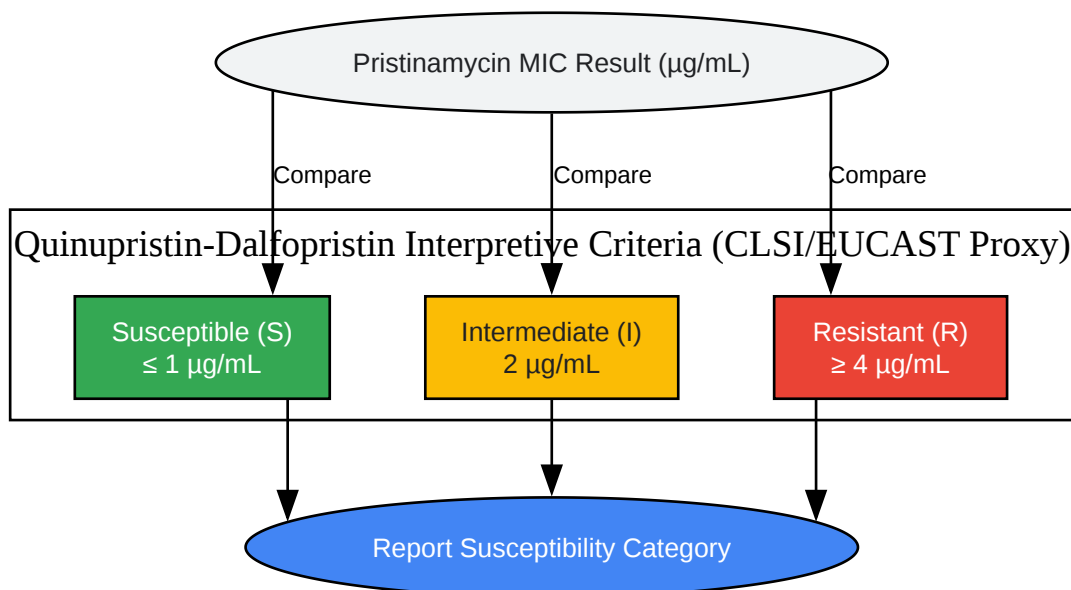 Pristinamycin MIC Result (µg/mL)
Compare
Compare
Compare
Quinupristin-Dalfopristin Interpretive Criteria (CLSI/EUCAST Proxy)
Susceptible (S)
≤ 1 µg/mL
Intermediate (I)
2 µg/mL
Resistant (R)
≥ 4 µg/mL
Report Susceptibility Category